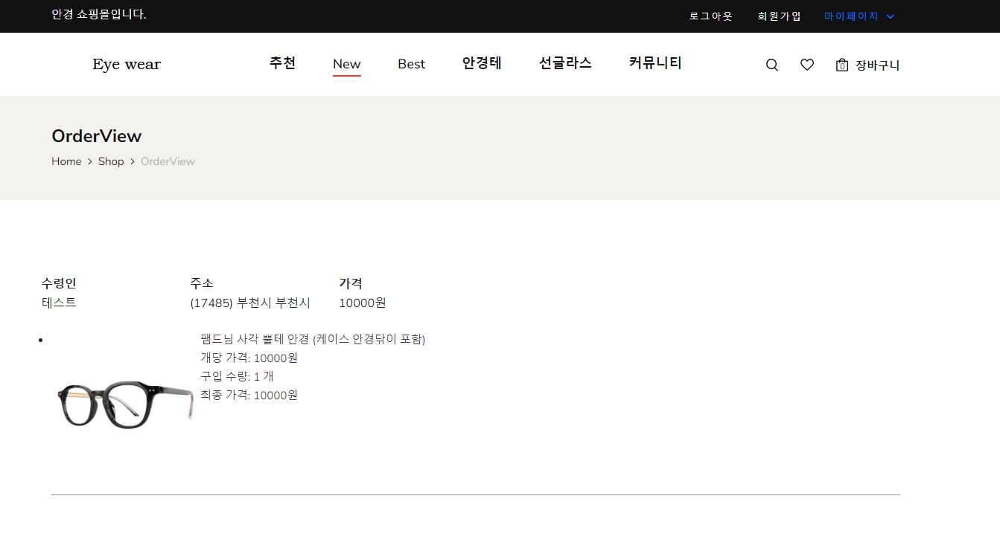 안경 쇼핑몰입니다.
로그아웃 회원가입 마이페이지
Eye wear 추천 New Best 안경테 선글라스 커뮤니티 0 장바구니
OrderView
Home > Shop > OrderView
수령인 주소 가격
테스트 (17485) 부천시 부천시 10000원
팸드님 사각 뿔테 안경 (케이스 안경닦이 포함)
개당 가격: 10000원
구입 수량: 1 개
최종 가격: 10000원